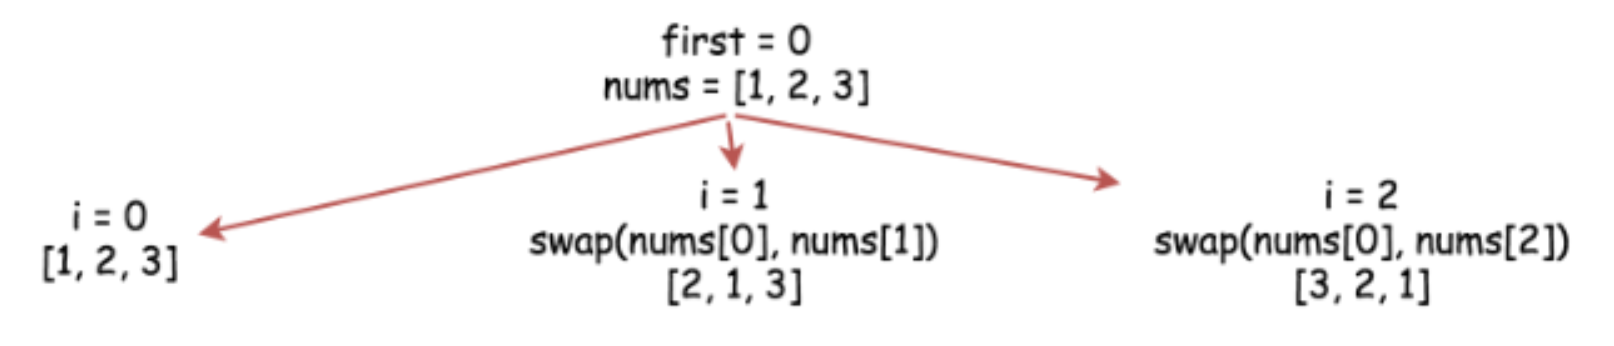 first = 0
nums = [1, 2, 3]
i = 0
[1, 2, 3]
i = 1
swap(nums[0], nums[1])
[2, 1, 3]
i = 2
swap(nums[0], nums[2])
[3, 2, 1]